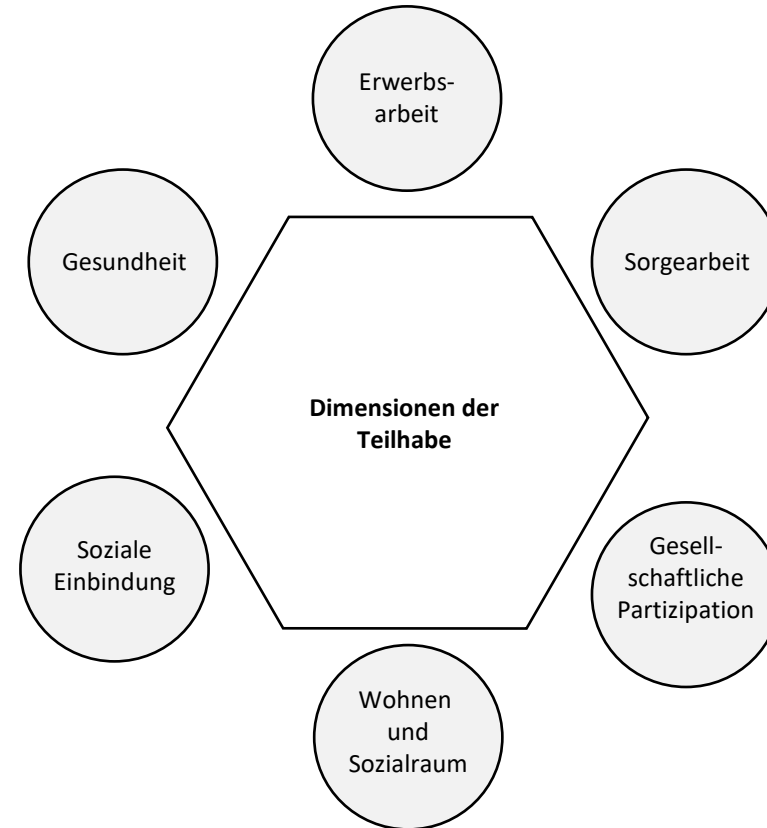 Erwerbs-
arbeit
Gesundheit
Sorgearbeit
Dimensionen der
Teilhabe
Soziale
Einbindung
Gesell-
schaftliche
Partizipation
Wohnen
und
Sozialraum